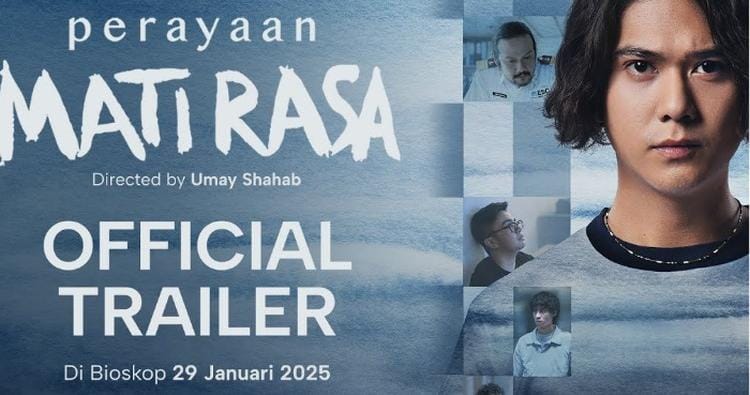 perayaan
MATI RASA
Directed by Umay Shahab
OFFICIAL
TRAILER
Di Bioskop 29 Januari 2025